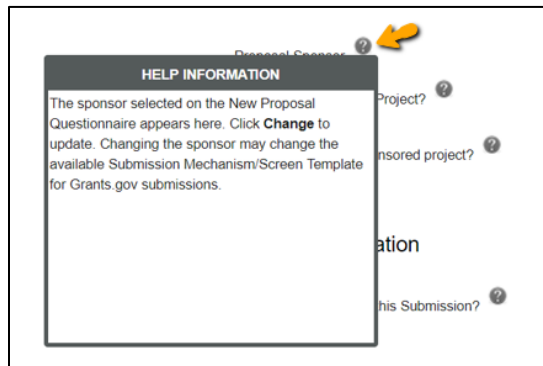 Proposal Sponsor
HELP INFORMATION
The sponsor selected on the New Proposal
Questionnaire appears here. Click Change to
update. Changing the sponsor may change the
available Submission Mechanism/Screen Template
for Grants.gov submissions.
Project?
nsored project?
ation
his Submission?